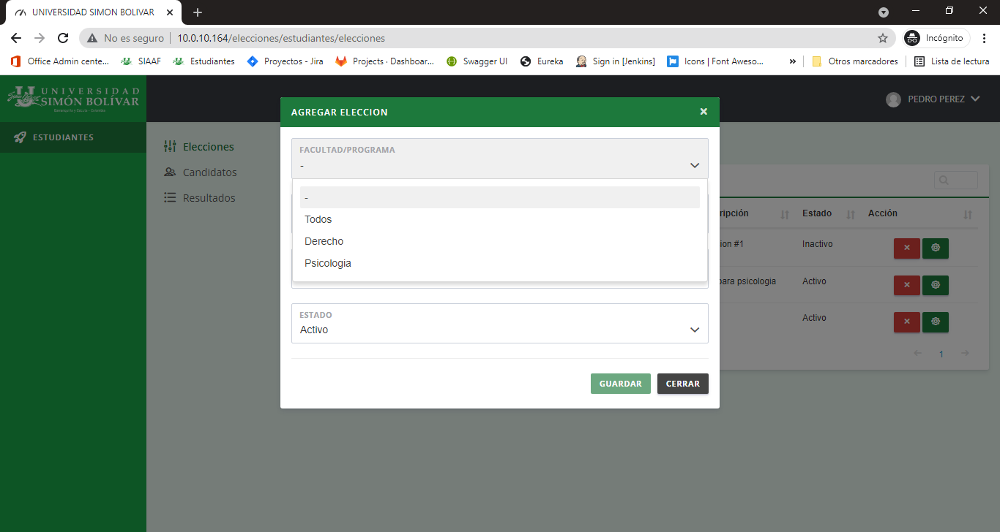 UNIVERSIDAD SIMON BOLIVAR
No es seguro
10.0.10.164/elecciones/estudiantes/elecciones
Incógnito
Office Admin cente...
SIAAF
Estudiantes
Proyectos - Jira
Projects · Dashboar...
Swagger UI
Eureka
Sign in [Jenkins]
Icons | Font Aweso...
»
Otros marcadores
Lista de lectura
UNIVERSIDAD
SIMÓN BOLÍVAR
PEDRO PEREZ
ESTUDIANTES
Elecciones
Candidatos
Resultados
AGREGAR ELECCION
FACULTAD/PROGRAMA
-
-
Todos
Derecho
Psicologia
ESTADO
Activo
GUARDAR
CERRAR
ripción
Estado
Acción
ion #1
Inactivo
para psicologia
Activo
Activo
1